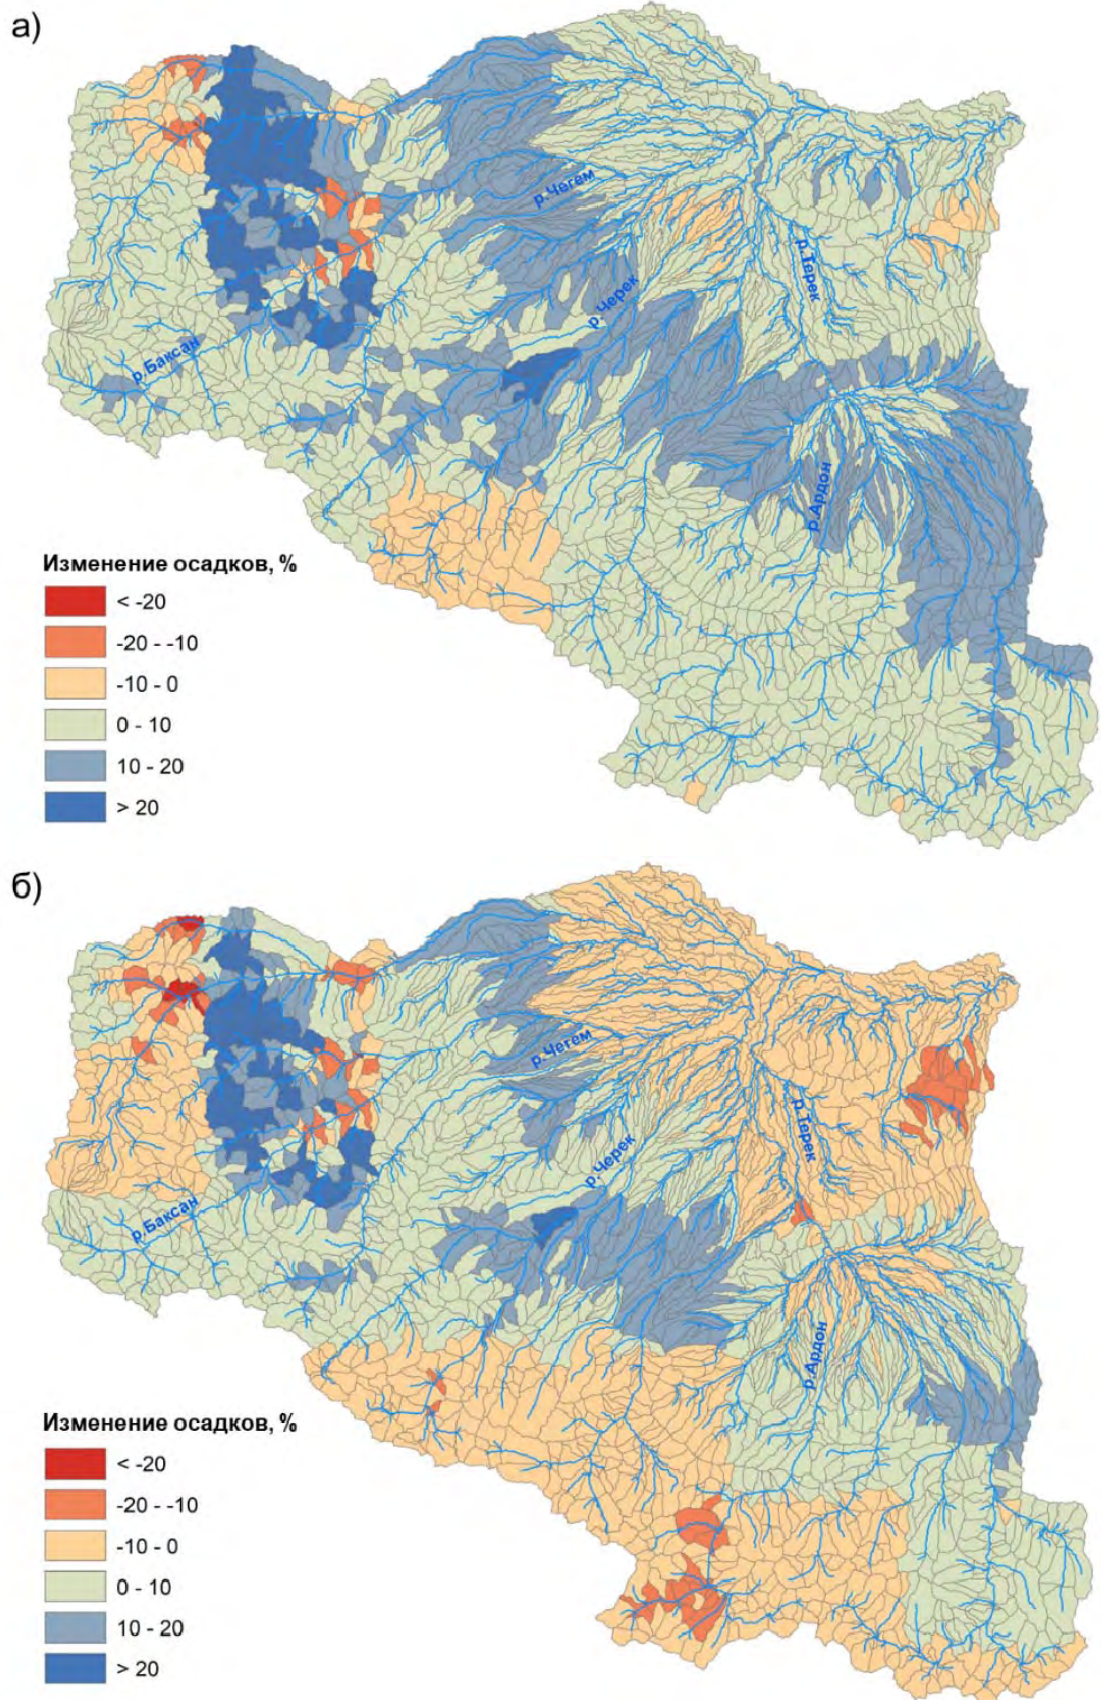 а)
р.Чегем
р.Терек
р.Черек
р.Баксан
р.Ардон
Изменение осадков, %
< -20
-20 - -10
-10 - 0
0 - 10
10 - 20
> 20
б)
р.Чегем
р.Терек
р.Черек
р.Баксан
р.Ардон
Изменение осадков, %
< -20
-20 - -10
-10 - 0
0 - 10
10 - 20
> 20